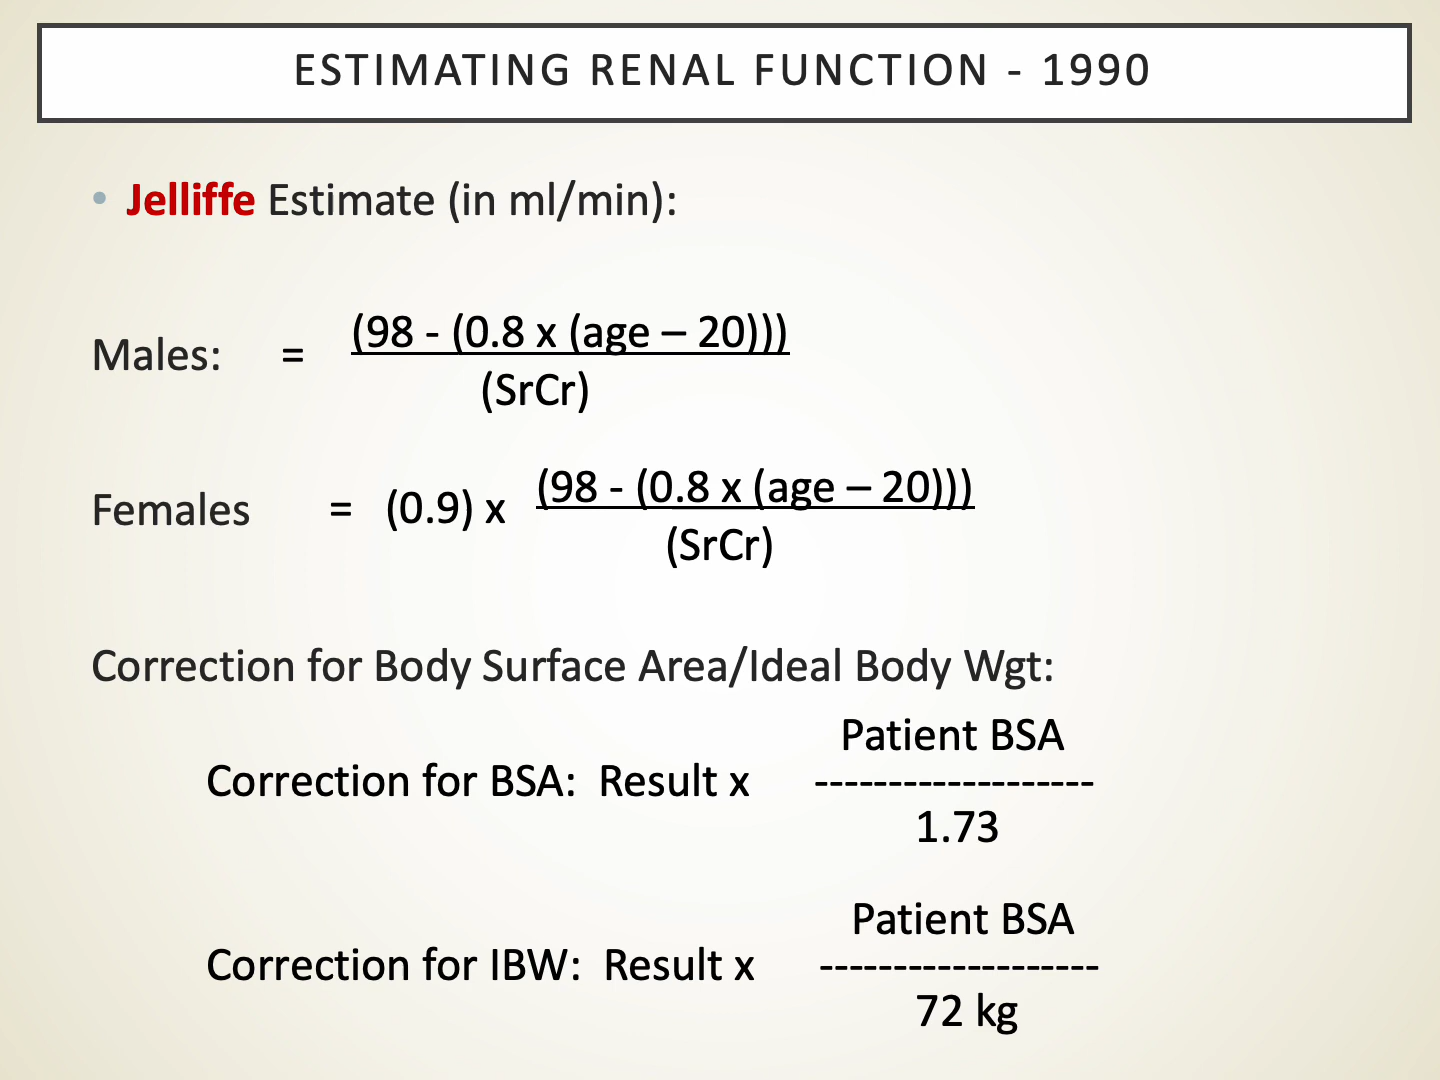 ESTIMATING RENAL FUNCTION - 1990
• Jelliffe Estimate (in ml/min):
(98 - (0.8 x (age – 20)))
Males: =
(SrCr)
(98 - (0.8 x (age – 20)))
Females = (0.9) x
(SrCr)
Correction for Body Surface Area/Ideal Body Wgt:
Patient BSA
Correction for BSA: Result x -------------------
1.73
Patient BSA
Correction for IBW: Result x -------------------
72 kg